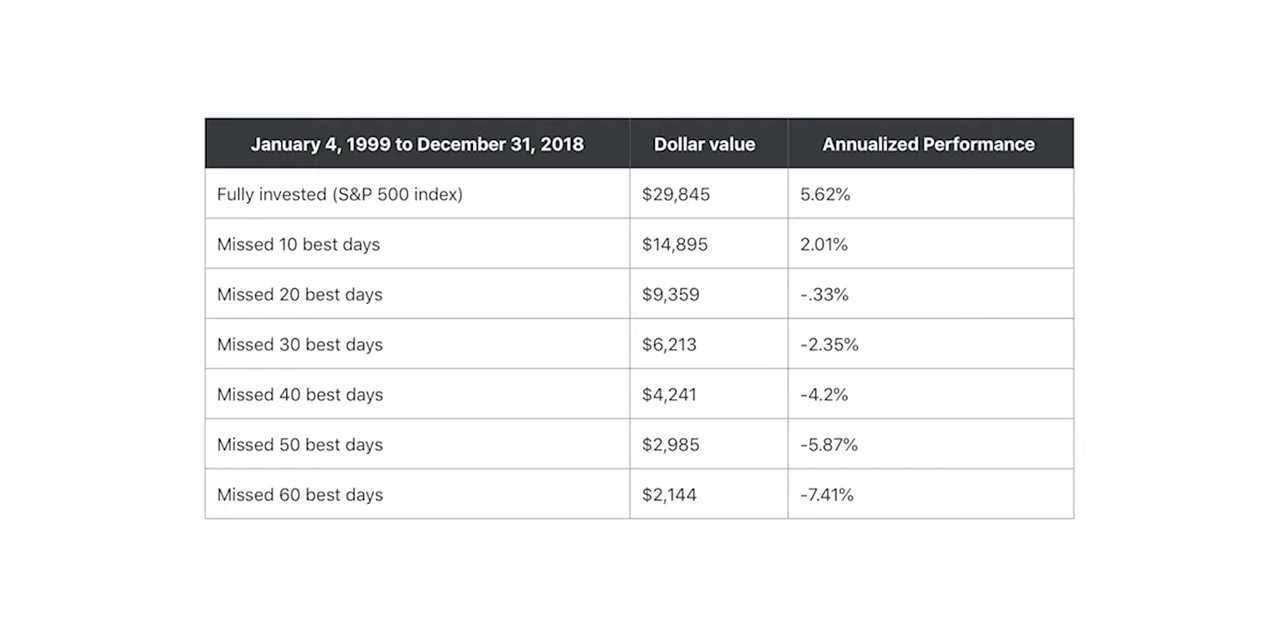 January 4, 1999 to December 31, 2018 Dollar value Annualized Performance
Fully invested (S&P 500 index) $29,845 5.62%
Missed 10 best days $14,895 2.01%
Missed 20 best days $9,359 -.33%
Missed 30 best days $6,213 -2.35%
Missed 40 best days $4,241 -4.2%
Missed 50 best days $2,985 -5.87%
Missed 60 best days $2,144 -7.41%